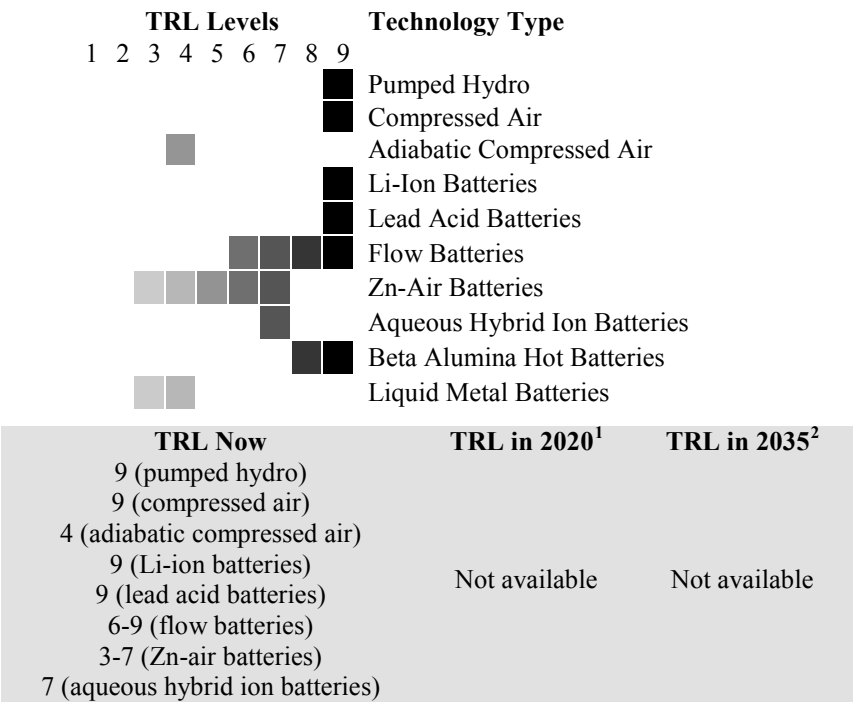 TRL Levels Technology Type
1 2 3 4 5 6 7 8 9
Pumped Hydro
Compressed Air
Adiabatic Compressed Air
Li-Ion Batteries
Lead Acid Batteries
Flow Batteries
Zn-Air Batteries
Aqueous Hybrid Ion Batteries
Beta Alumina Hot Batteries
Liquid Metal Batteries
TRL Now TRL in 2020¹ TRL in 2035²
9 (pumped hydro)
9 (compressed air)
4 (adiabatic compressed air)
9 (Li-ion batteries)
Not available Not available
9 (lead acid batteries)
6-9 (flow batteries)
3-7 (Zn-air batteries)
7 (aqueous hybrid ion batteries)